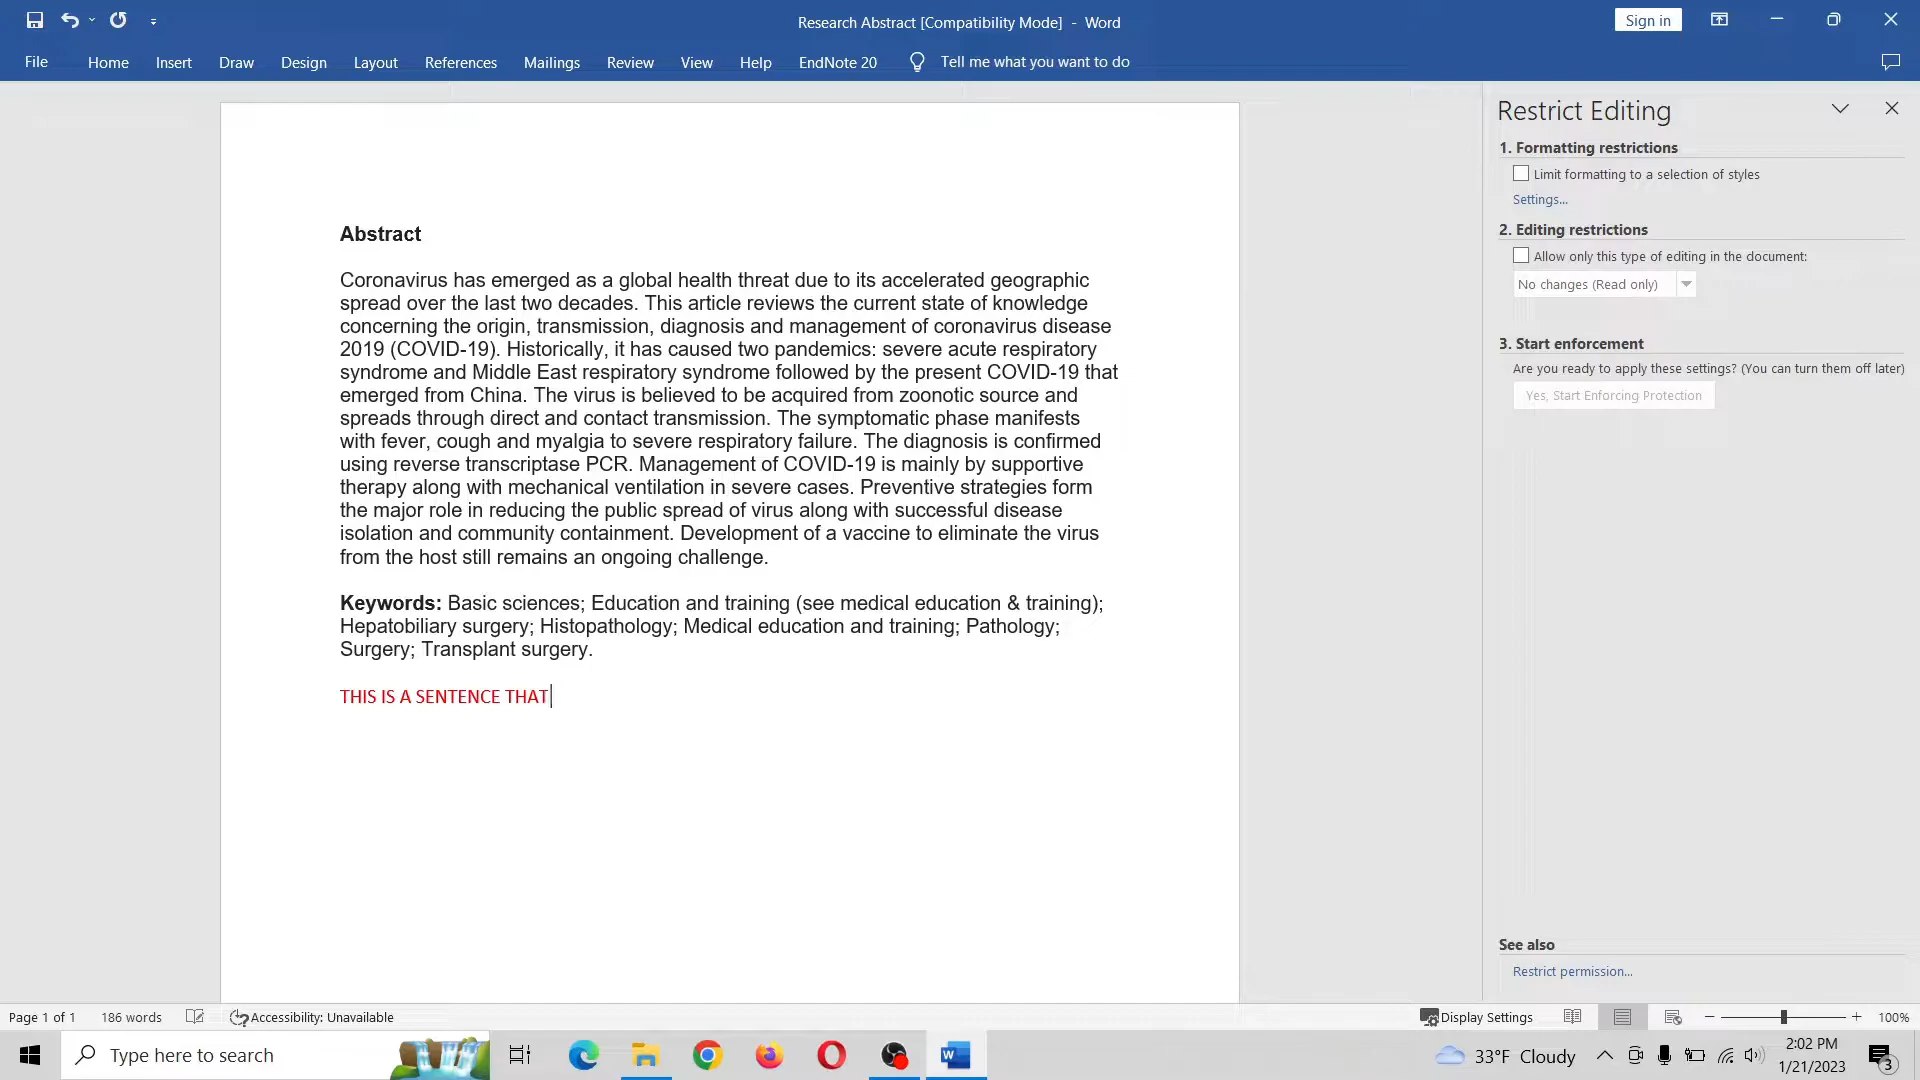 Research Abstract [Compatibility Mode] - Word
Sign in
File Home Insert Draw Design Layout References Mailings Review View Help EndNote 20 Tell me what you want to do
Restrict Editing
1. Formatting restrictions
Limit formatting to a selection of styles
Settings...
2. Editing restrictions
Allow only this type of editing in the document:
No changes (Read only)
3. Start enforcement
Are you ready to apply these settings? (You can turn them off later)
Yes, Start Enforcing Protection
See also
Restrict permission...
Abstract
Coronavirus has emerged as a global health threat due to its accelerated geographic
spread over the last two decades. This article reviews the current state of knowledge
concerning the origin, transmission, diagnosis and management of coronavirus disease
2019 (COVID-19). Historically, it has caused two pandemics: severe acute respiratory
syndrome and Middle East respiratory syndrome followed by the present COVID-19 that
emerged from China. The virus is believed to be acquired from zoonotic source and
spreads through direct and contact transmission. The symptomatic phase manifests
with fever, cough and myalgia to severe respiratory failure. The diagnosis is confirmed
using reverse transcriptase PCR. Management of COVID-19 is mainly by supportive
therapy along with mechanical ventilation in severe cases. Preventive strategies form
the major role in reducing the public spread of virus along with successful disease
isolation and community containment. Development of a vaccine to eliminate the virus
from the host still remains an ongoing challenge.
Keywords: Basic sciences; Education and training (see medical education & training);
Hepatobiliary surgery; Histopathology; Medical education and training; Pathology;
Surgery; Transplant surgery.
THIS IS A SENTENCE THAT
Page 1 of 1 186 words Accessibility: Unavailable Display Settings 100%
Type here to search
33°F Cloudy
2:02 PM
1/21/2023
3